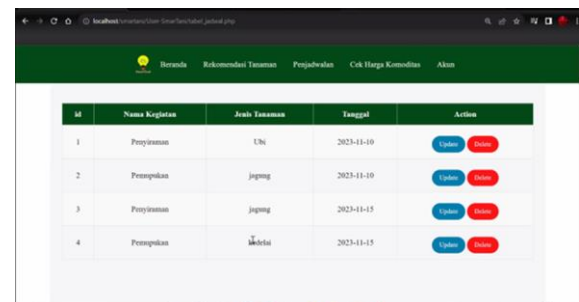 localhost/smartani/User-SmarTani/tabel_jadwal.php
Beranda Rekomendasi Tanaman Penjadwalan Cek Harga Komoditas Akun
id Nama Kegiatan Jenis Tanaman Tanggal Action
1 Penyiraman Ubi 2023-11-10 Update Delete
2 Pemupukan jagung 2023-11-10 Update Delete
3 Penyiraman jagung 2023-11-15 Update Delete
4 Pemupukan kedelai 2023-11-15 Update Delete